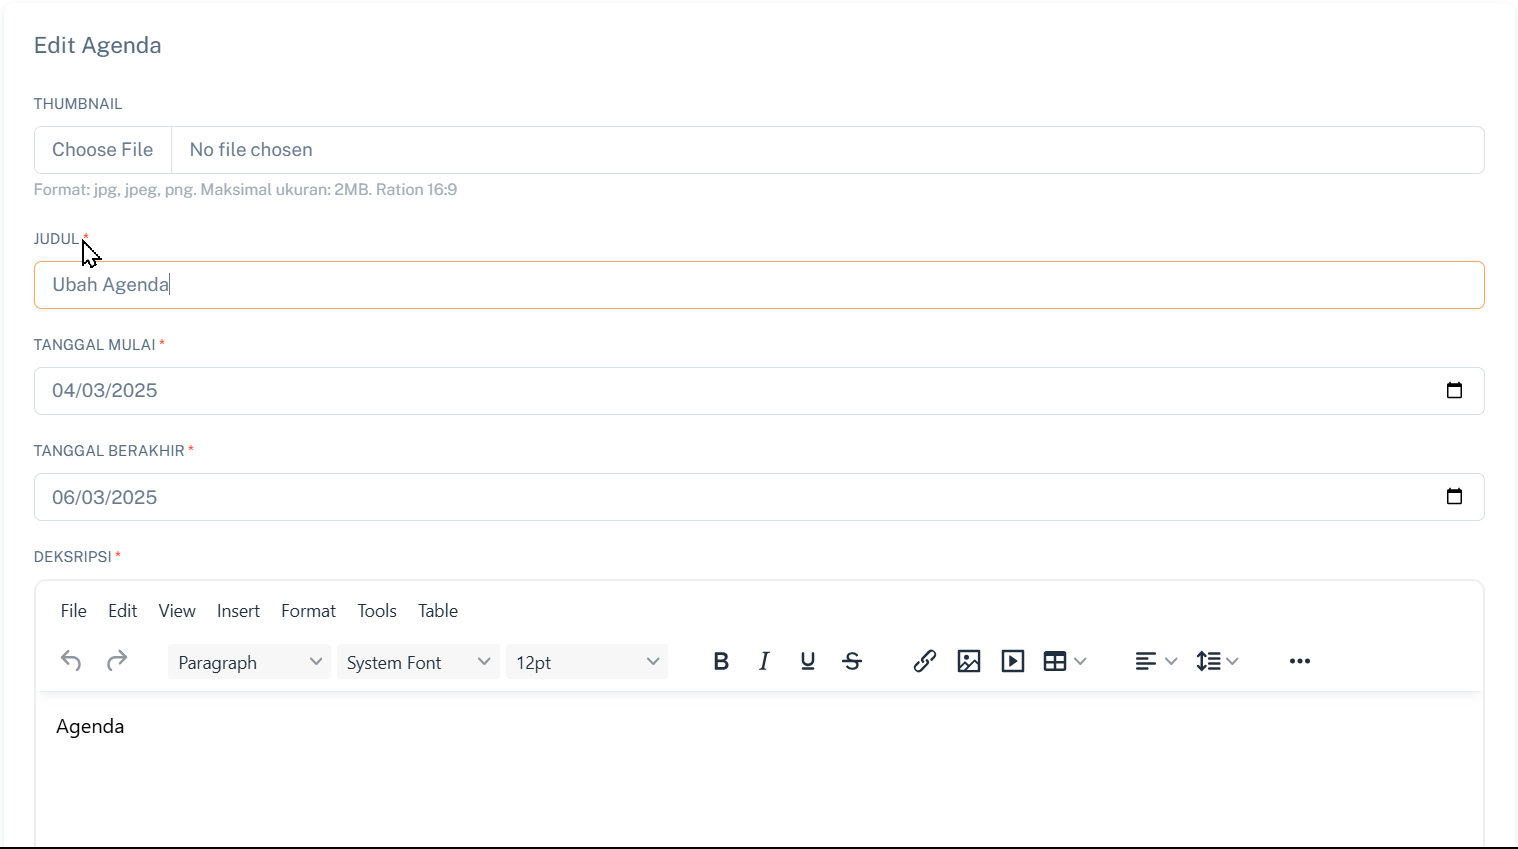 Edit Agenda
THUMBNAIL
Choose File No file chosen
Format: jpg, jpeg, png. Maksimal ukuran: 2MB. Ration 16:9
JUDUL *
Ubah Agenda
TANGGAL MULAI *
04/03/2025
TANGGAL BERAKHIR *
06/03/2025
DEKSRIPSI *
File Edit View Insert Format Tools Table
Paragraph System Font 12pt B I U S
Agenda